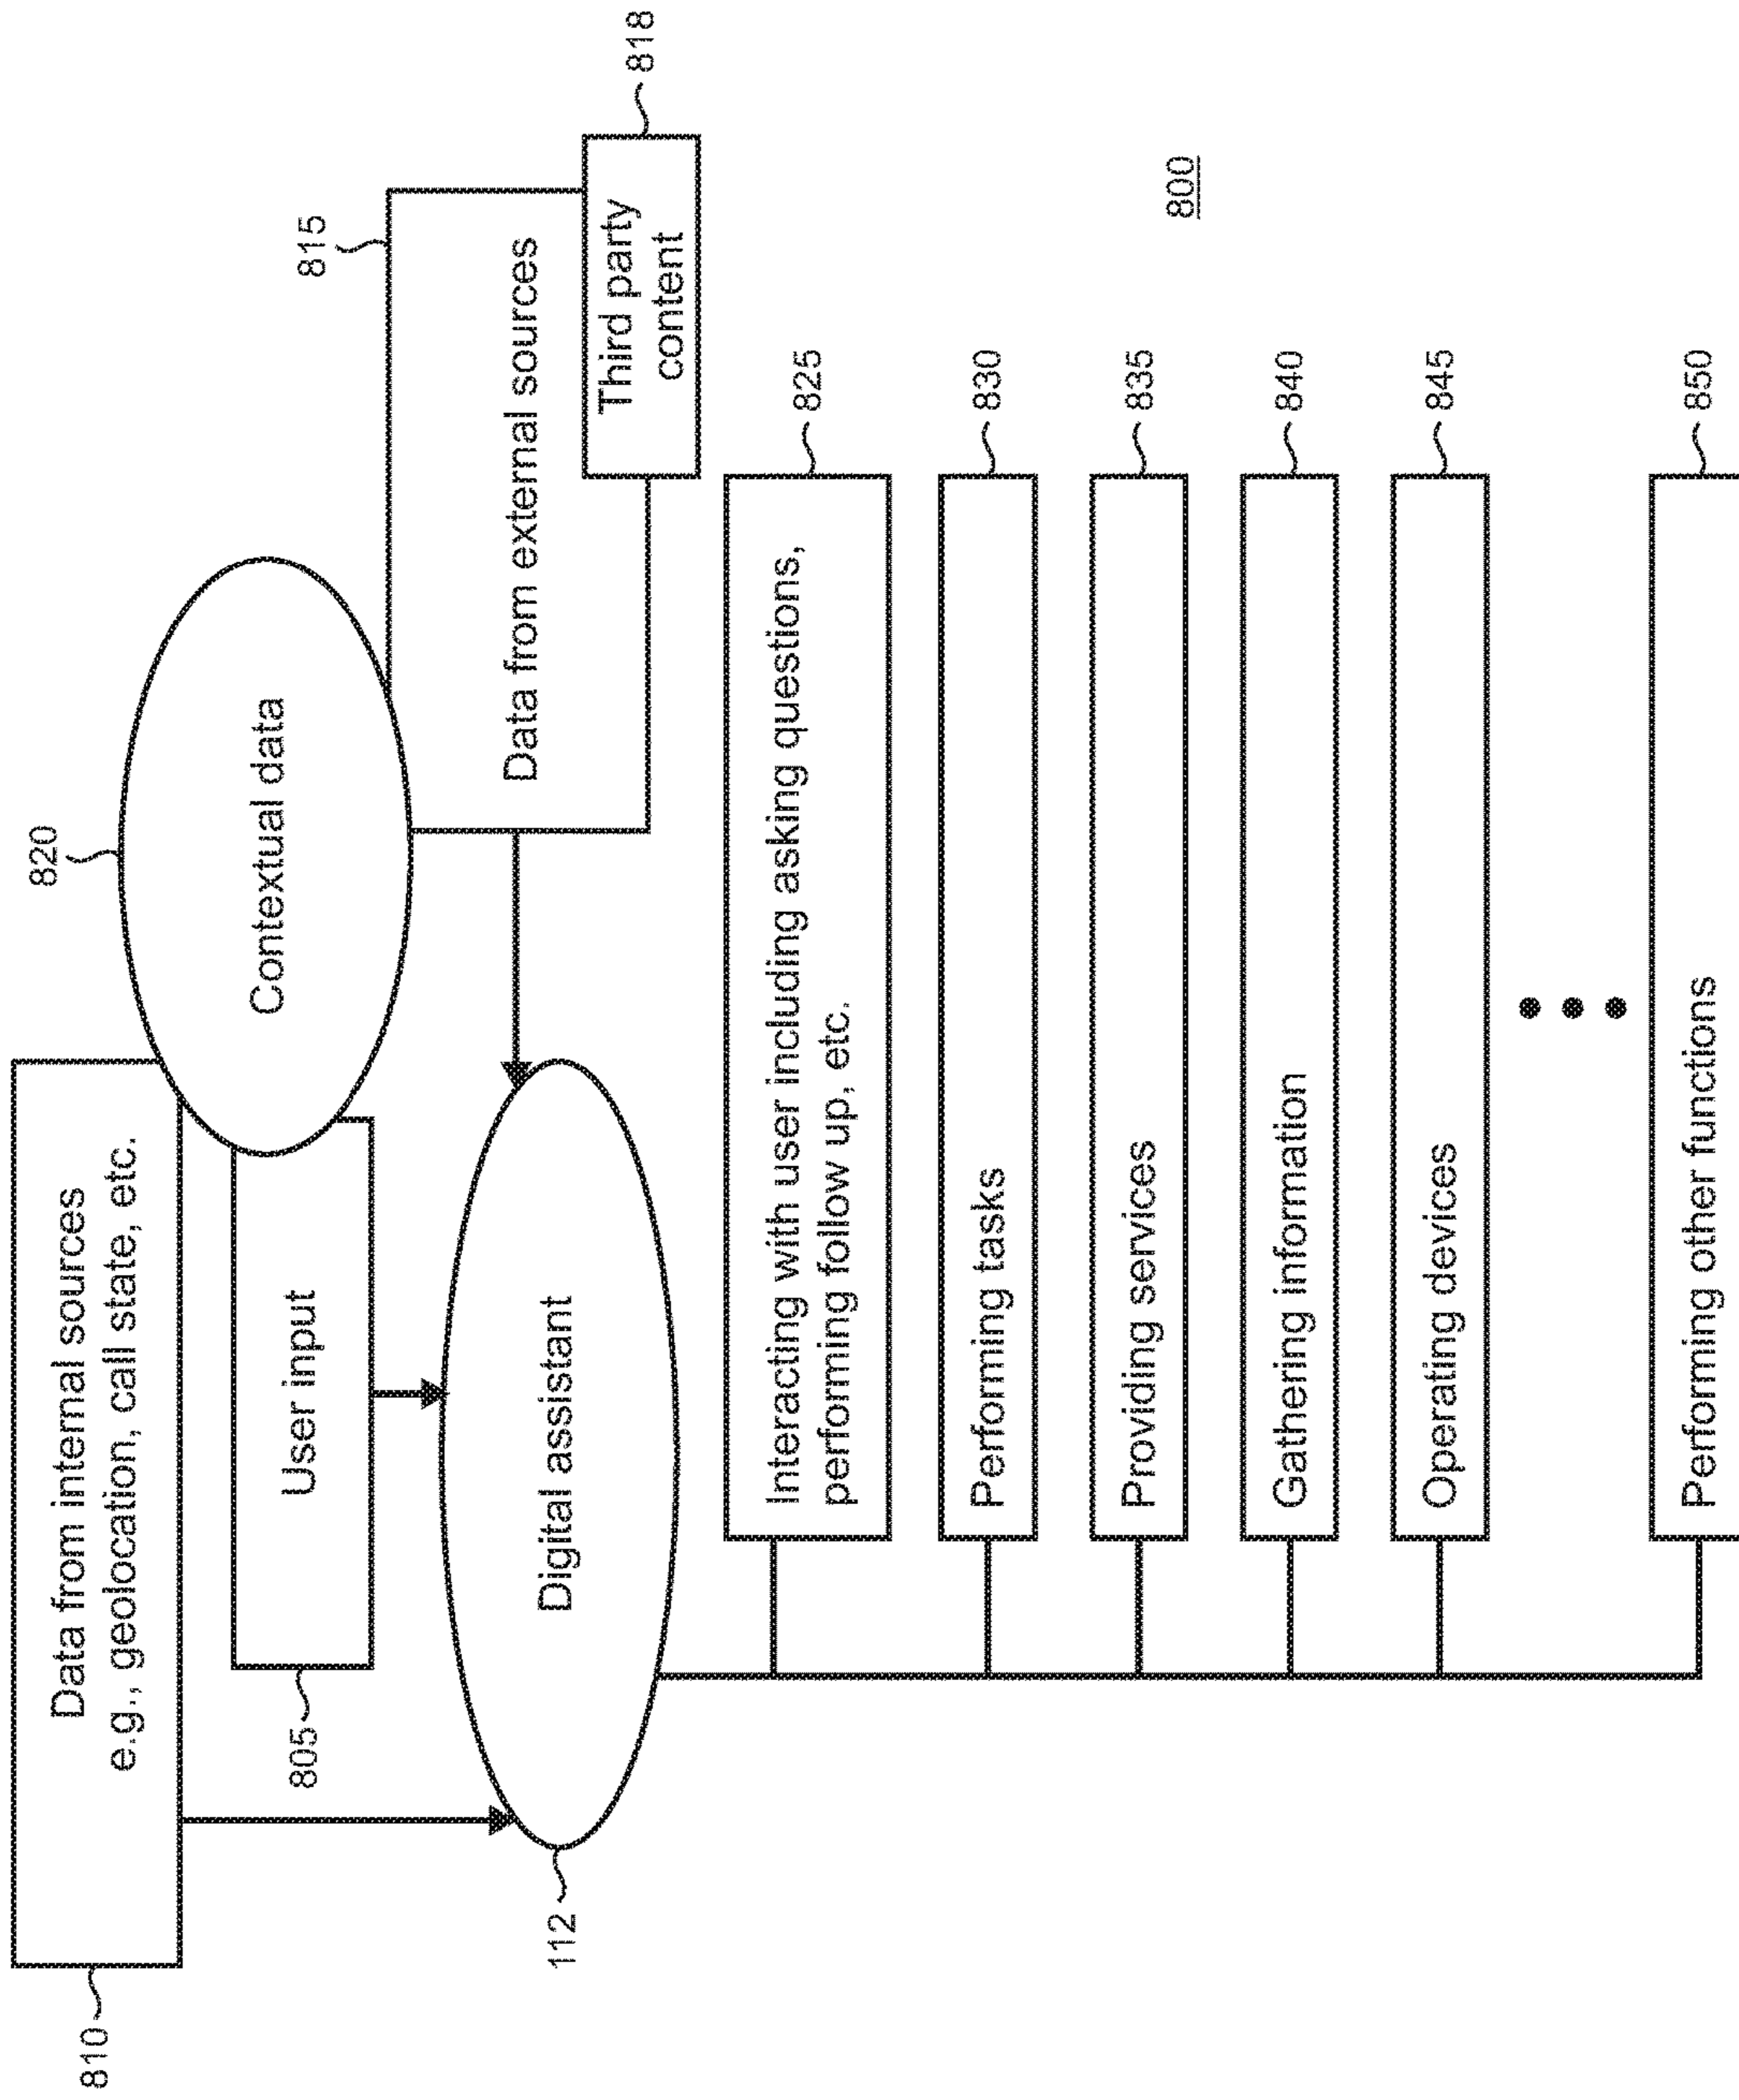 820
810
Data from internal sources
e.g., geolocation, call state, etc.
Contextual data
815
805
User input
Data from external sources
112
Digital assistant
Third party
content
818
Interacting with user including asking questions,
performing follow up, etc.
825
Performing tasks
830
Providing services
835
800
Gathering information
840
Operating devices
845
Performing other functions
850